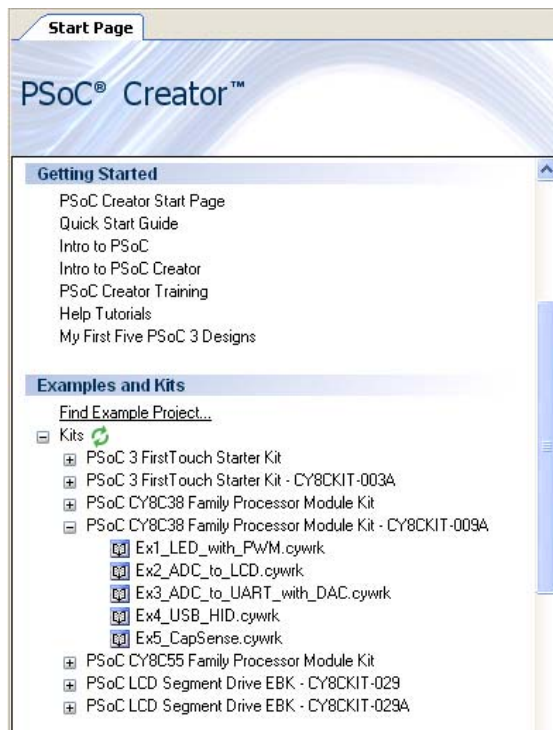 Start Page
PSoC® Creator™
Getting Started
PSoC Creator Start Page
Quick Start Guide
Intro to PSoC
Intro to PSoC Creator
PSoC Creator Training
Help Tutorials
My First Five PSoC 3 Designs
Examples and Kits
Find Example Project...
Kits
PSoC 3 FirstTouch Starter Kit
PSoC 3 FirstTouch Starter Kit - CY8CKIT-003A
PSoC CY8C38 Family Processor Module Kit
PSoC CY8C38 Family Processor Module Kit - CY8CKIT-009A
Ex1_LED_with_PWM.cywrk
Ex2_ADC_to_LCD.cywrk
Ex3_ADC_to_UART_with_DAC.cywrk
Ex4_USB_HID.cywrk
Ex5_CapSense.cywrk
PSoC CY8C55 Family Processor Module Kit
PSoC LCD Segment Drive EBK - CY8CKIT-029
PSoC LCD Segment Drive EBK - CY8CKIT-029A